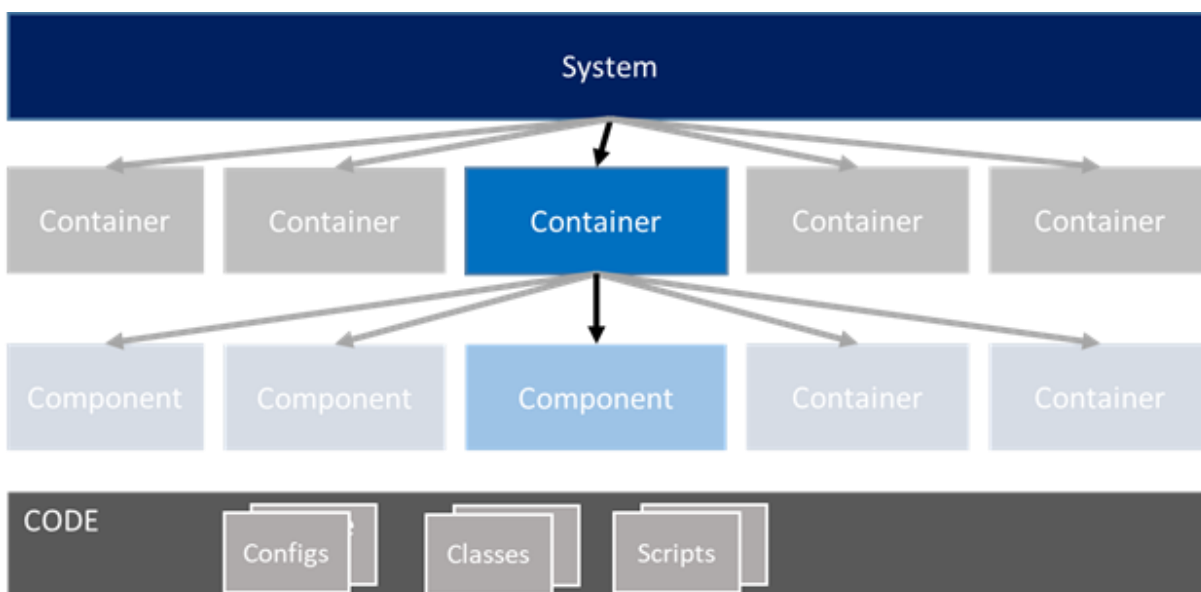 System
Container
Container
Container
Container
Container
Component
Component
Component
Container
Container
CODE
Configs
Classes
Scripts